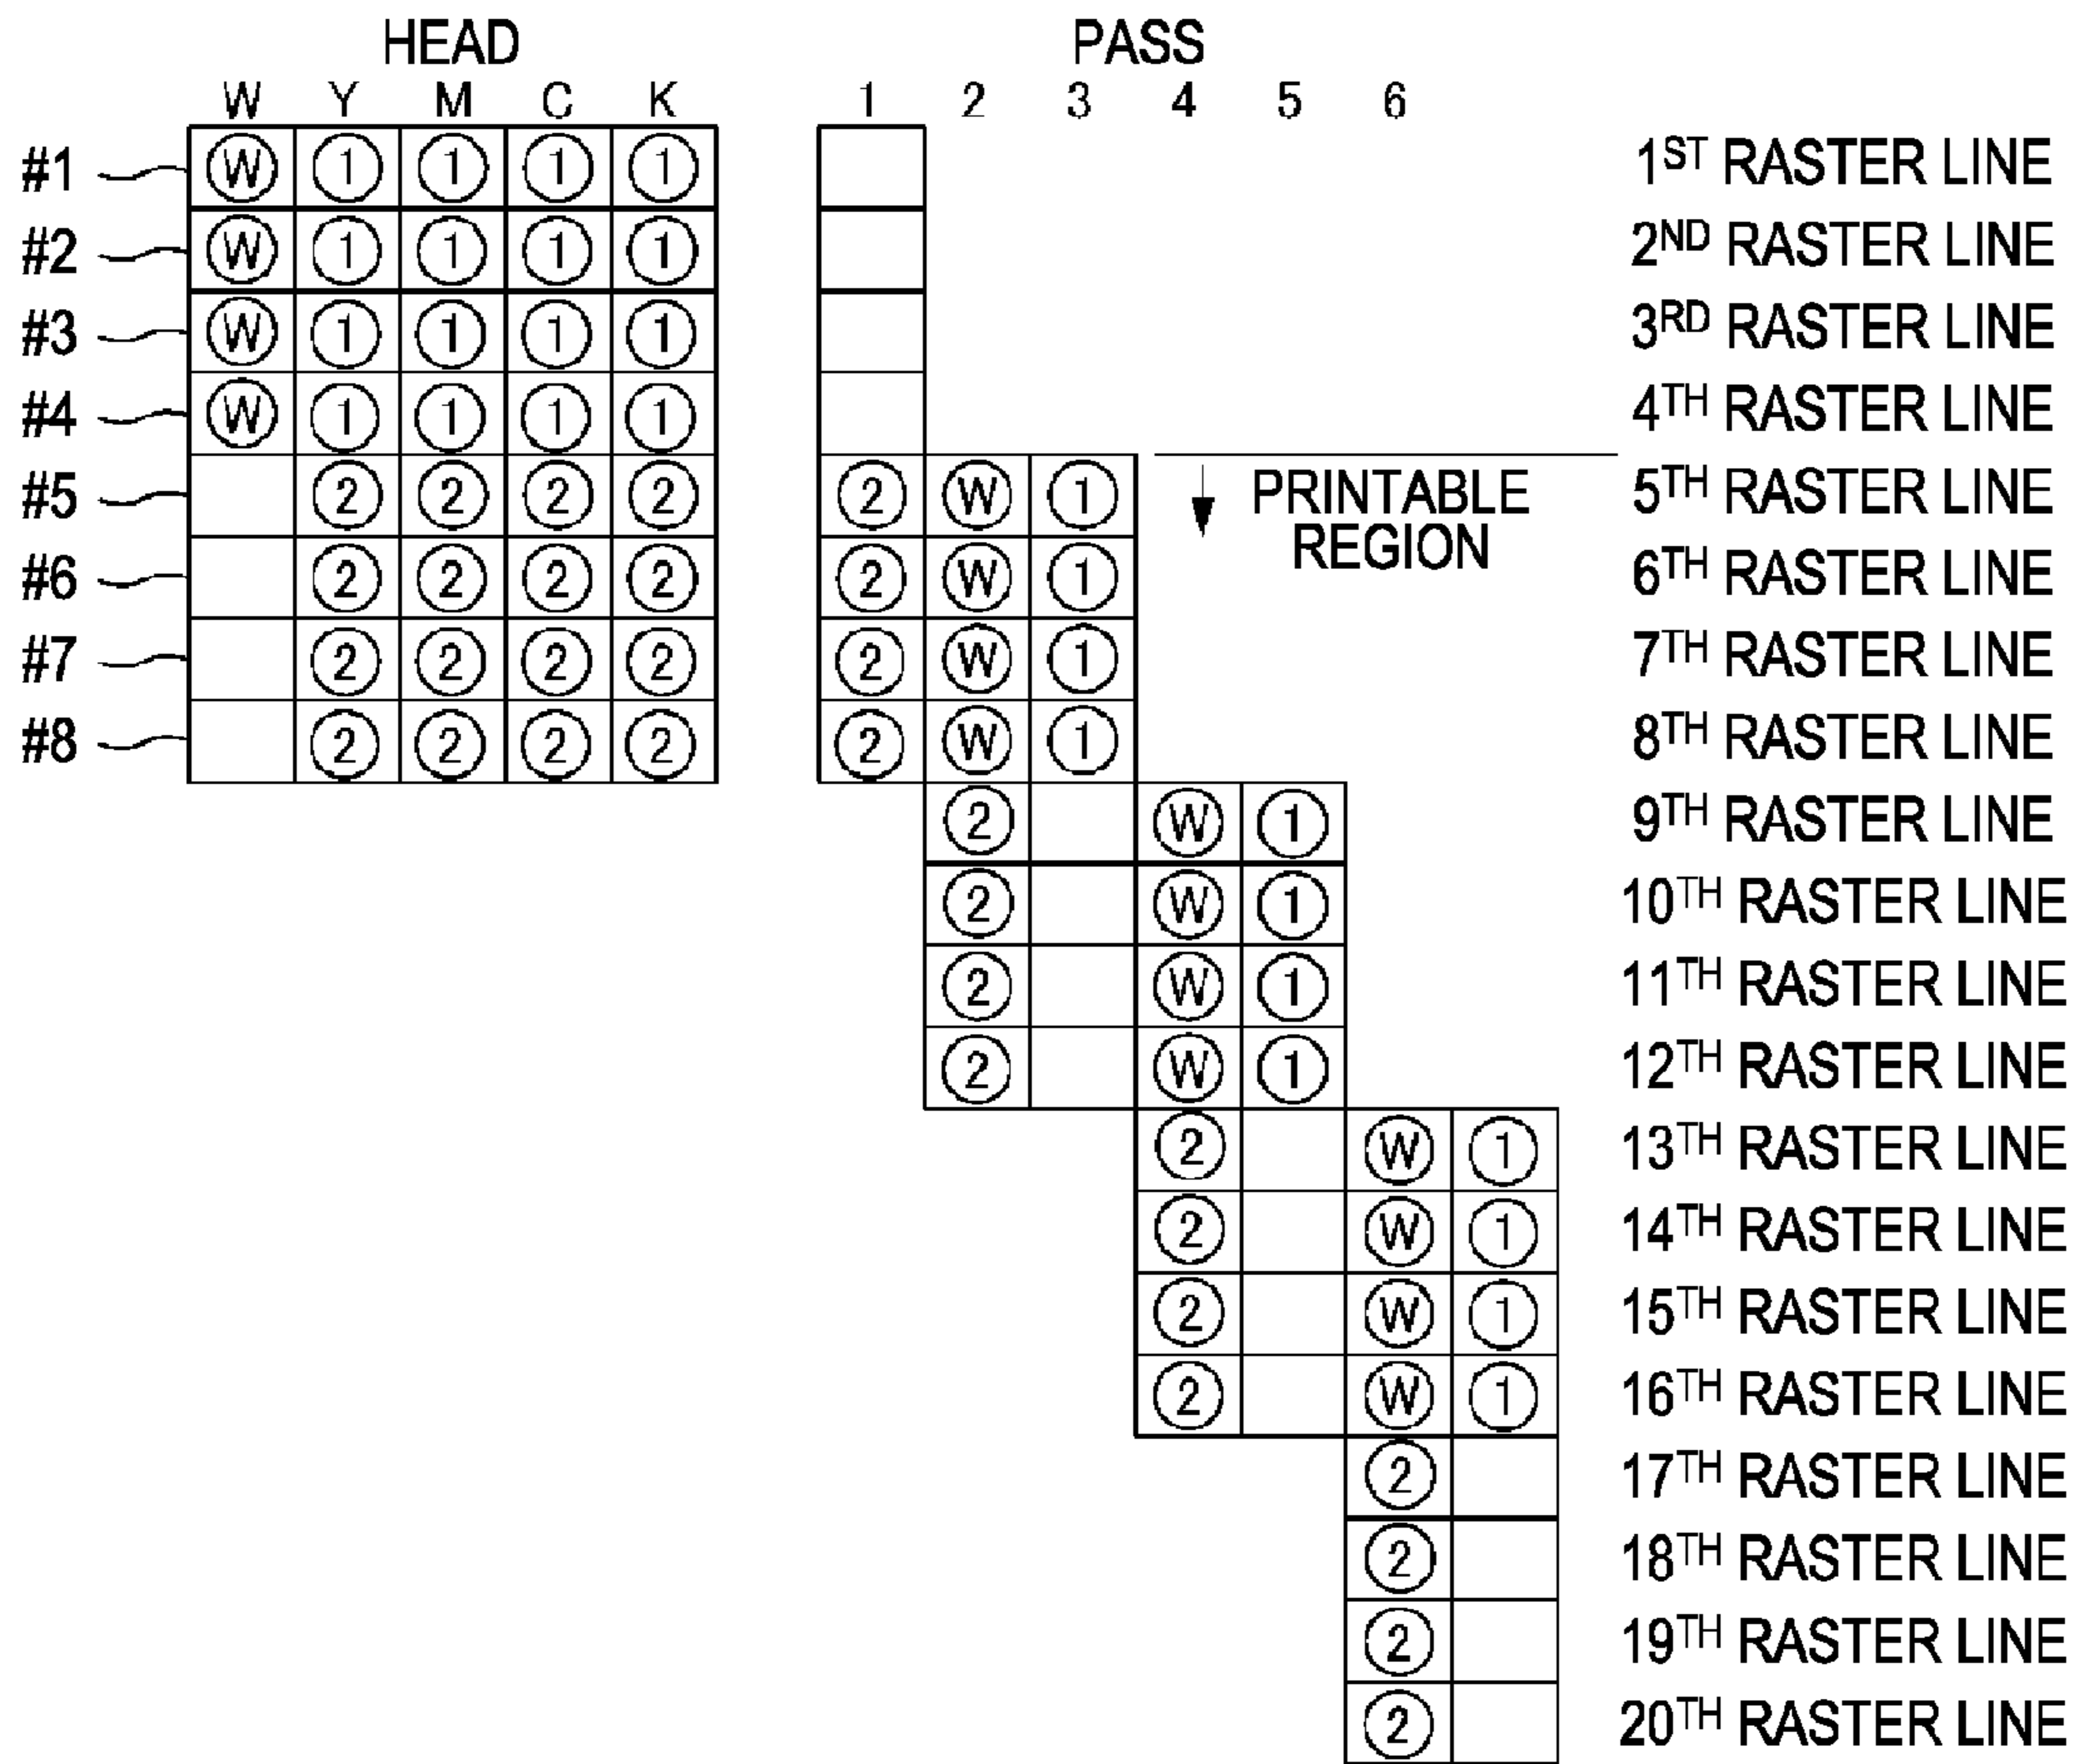 HEAD PASS
W Y M C K 1 2 3 4 5 6
#1 W 1 1 1 1 1ST RASTER LINE
#2 W 1 1 1 1 2ND RASTER LINE
#3 W 1 1 1 1 3RD RASTER LINE
#4 W 1 1 1 1 4TH RASTER LINE
#5 2 2 2 2 2 W 1 PRINTABLE 5TH RASTER LINE
REGION
#6 2 2 2 2 2 W 1 6TH RASTER LINE
#7 2 2 2 2 2 W 1 7TH RASTER LINE
#8 2 2 2 2 2 W 1 8TH RASTER LINE
2 W 1 9TH RASTER LINE
2 W 1 10TH RASTER LINE
2 W 1 11TH RASTER LINE
2 W 1 12TH RASTER LINE
2 W 1 13TH RASTER LINE
2 W 1 14TH RASTER LINE
2 W 1 15TH RASTER LINE
2 W 1 16TH RASTER LINE
2 17TH RASTER LINE
2 18TH RASTER LINE
2 19TH RASTER LINE
2 20TH RASTER LINE